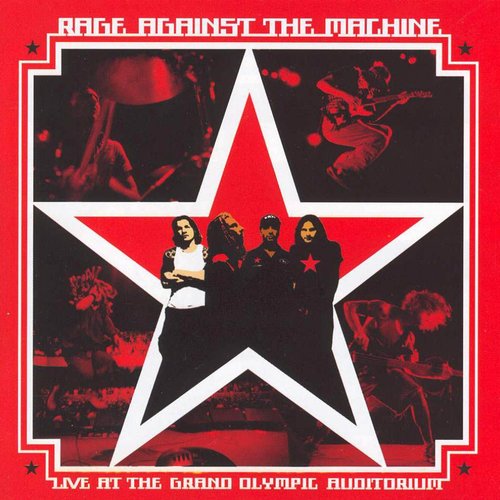 RAGE AGAINST THE MACHINE
LIVE AT THE GRAND OLYMPIC AUDITORIUM